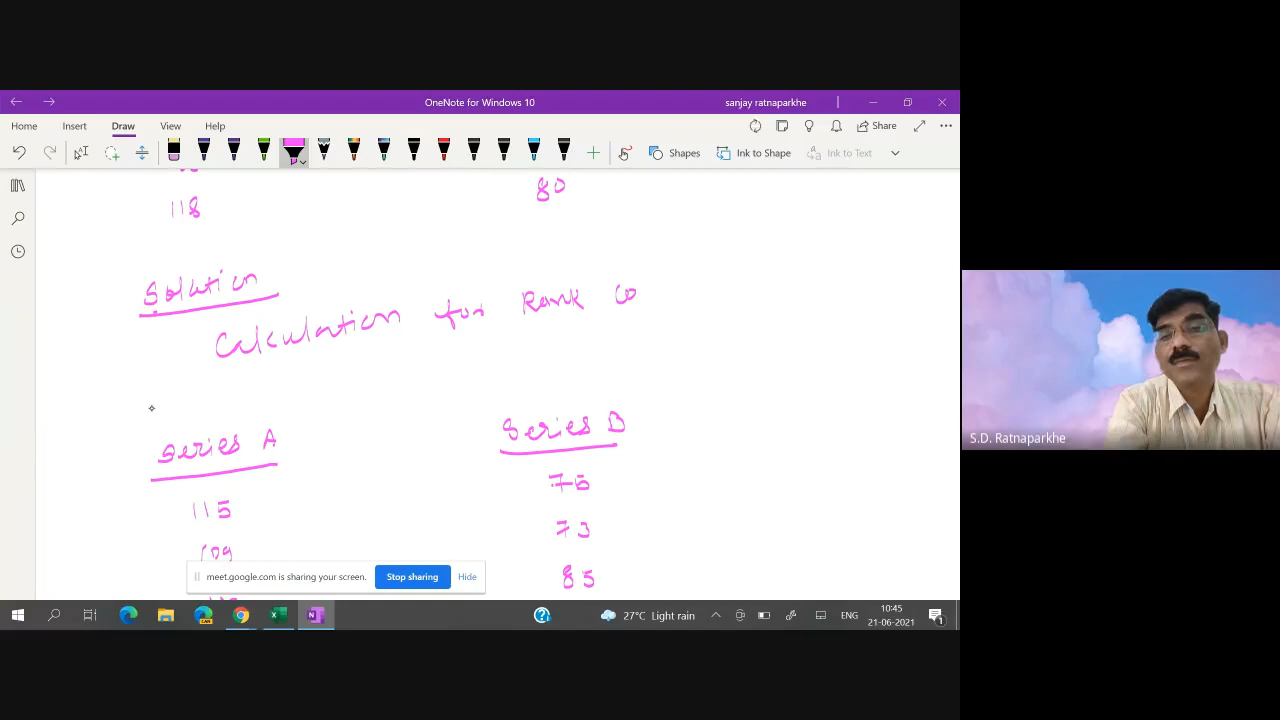 OneNote for Windows 10
sanjay ratnaparkhe
Home Insert Draw View Help
Share
Shapes Ink to Shape Ink to Text
80
118
Solution
Calculation for Rank Co
Series A Series B
75
115
73
109
85
S.D. Ratnaparkhe
meet.google.com is sharing your screen. Stop sharing Hide
27°C Light rain ENG 10:45
21-06-2021